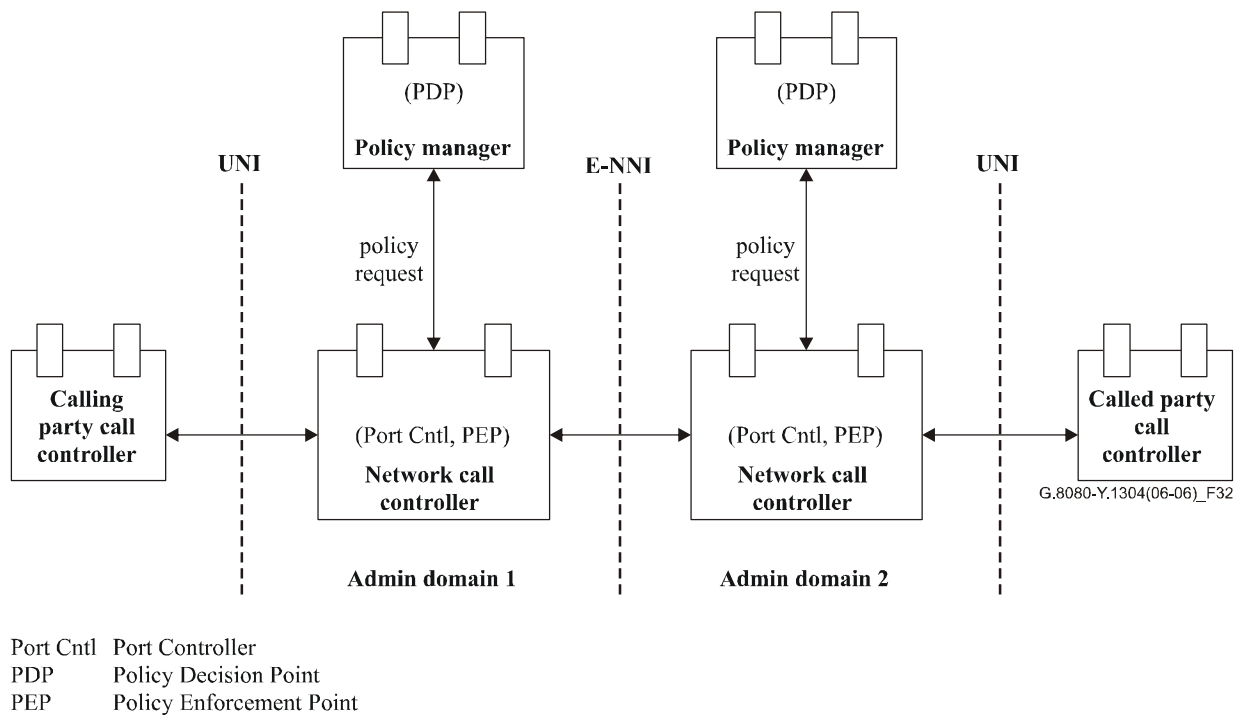 (PDP)
Policy manager
(PDP)
Policy manager
UNI
E-NNI
UNI
policy
request
policy
request
Calling
party call
controller
(Port Cntl, PEP)
Network call
controller
(Port Cntl, PEP)
Network call
controller
Called party
call
controller
G.8080-Y.1304(06-06)_F32
Admin domain 1
Admin domain 2
Port Cntl Port Controller
PDP Policy Decision Point
PEP Policy Enforcement Point